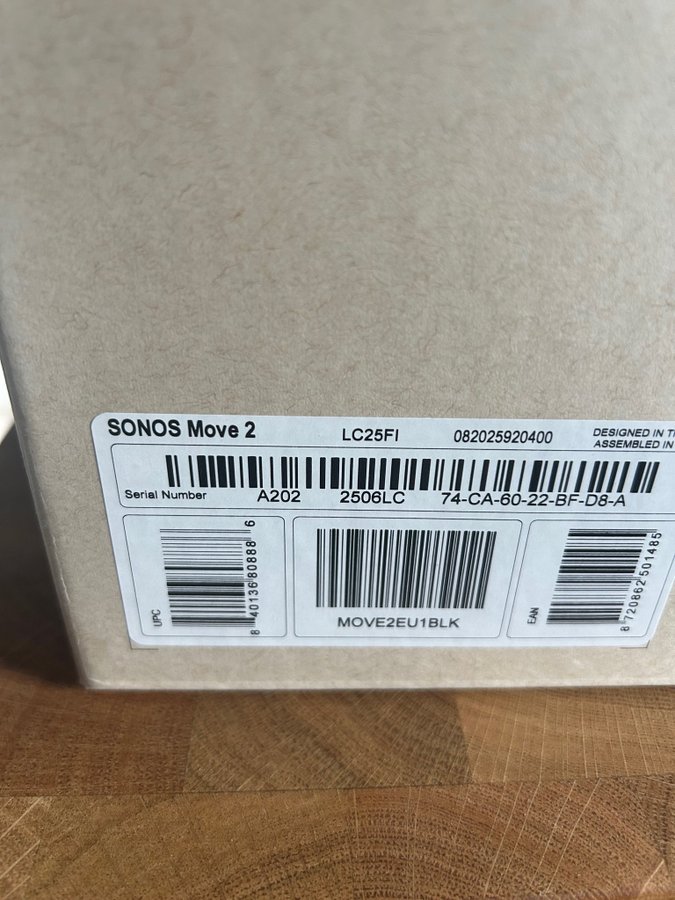 SONOS Move 2 LC25FI 082025920400 DESIGNED IN
ASSEMBLED IN
Serial Number A202 2506LC 74-CA-60-22-BF-D8-A
UPC
8 40136 80888 6
MOVE2EU1BLK
EAN
8 720862 501485